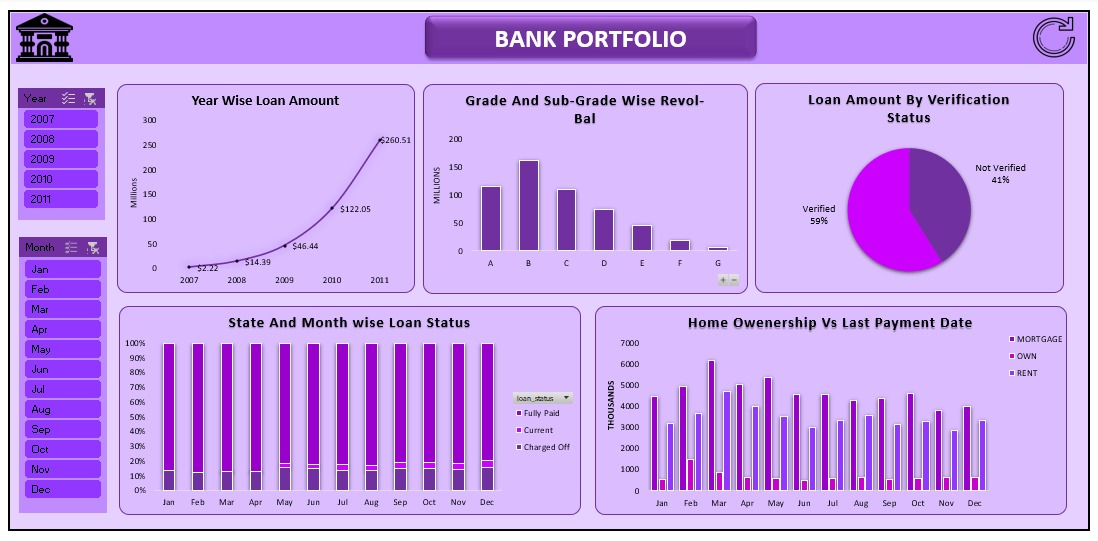 BANK PORTFOLIO
Year
2007
2008
2009
2010
2011
Month
Jan
Feb
Mar
Apr
May
Jun
Jul
Aug
Sep
Oct
Nov
Dec
Year Wise Loan Amount
Millions
300
250
200
150
100
50
0
$2.22
$14.39
$46.44
$122.05
$260.51
2007 2008 2009 2010 2011
Grade And Sub-Grade Wise Revol-
Bal
MILLIONS
200
150
100
50
0
A B C D E F G
+ −
Loan Amount By Verification
Status
Not Verified
41%
Verified
59%
State And Month wise Loan Status
100%
90%
80%
70%
60%
50%
40%
30%
20%
10%
0%
Jan Feb Mar Apr May Jun Jul Aug Sep Oct Nov Dec
loan_status
Fully Paid
Current
Charged Off
Home Owenership Vs Last Payment Date
THOUSANDS
7000
6000
5000
4000
3000
2000
1000
0
Jan Feb Mar Apr May Jun Jul Aug Sep Oct Nov Dec
MORTGAGE
OWN
RENT